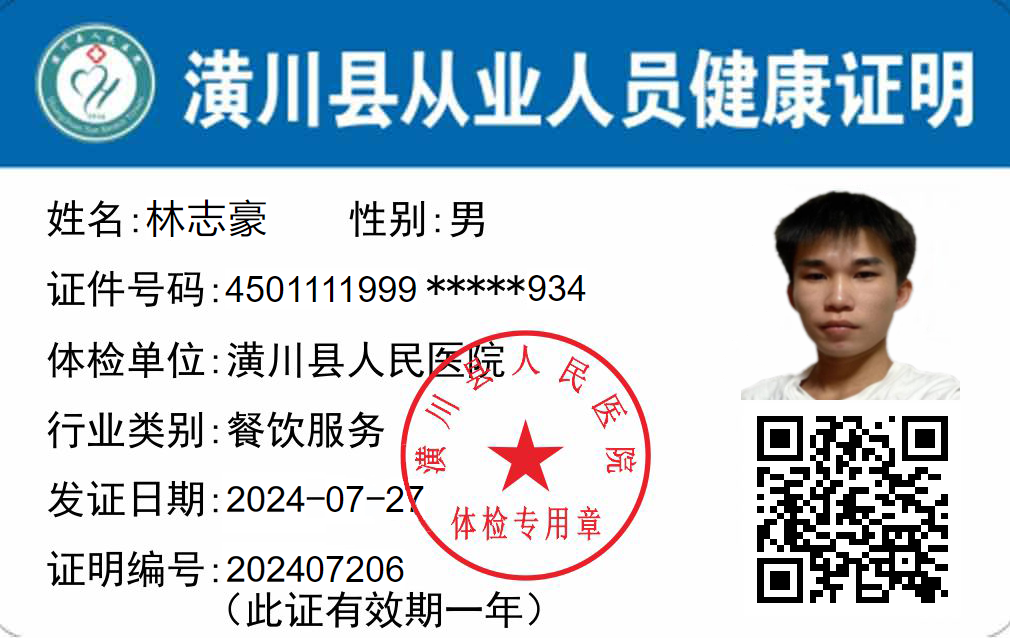 潢川县从业人员健康证明
姓名:林志豪 性别:男
证件号码:4501111999*****934
体检单位:潢川县人民医院
行业类别:餐饮服务
发证日期:2024-07-27
证明编号:202407206
(此证有效期一年)
潢川县人民医院
体检专用章